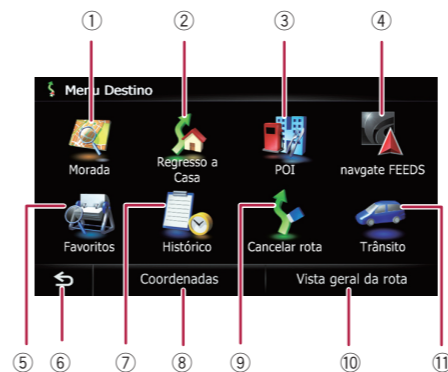 ① ② ③ ④
Menu Destino
Morada
Regresso a
Casa
POI
navgate FEEDS
Favoritos
Histórico
Cancelar rota
Trânsito
Coordenadas
Vista geral da rota
⑤ ⑥ ⑦ ⑧ ⑨ ⑩ ⑪